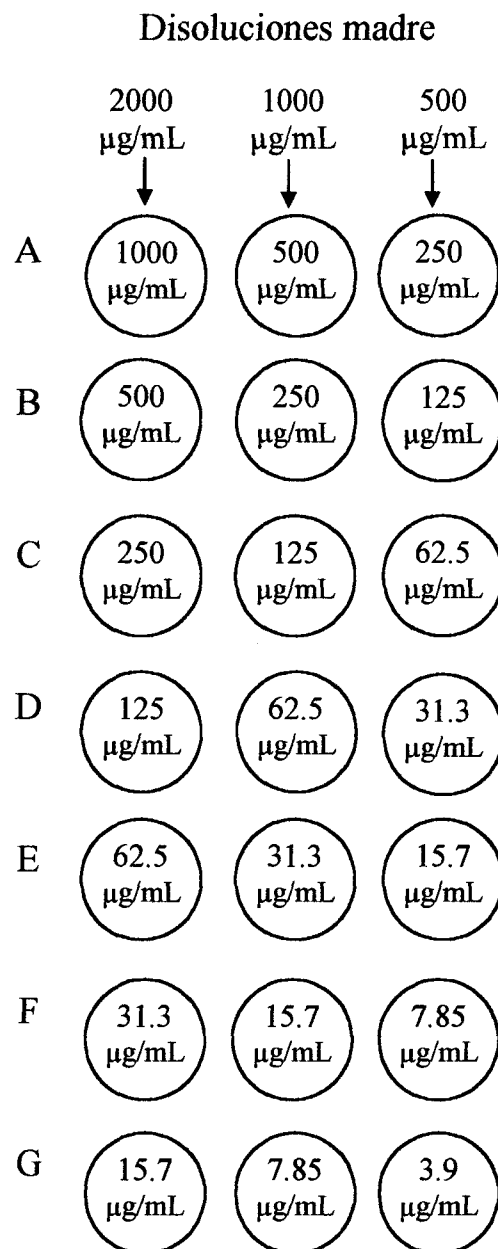 Disoluciones madre
2000 1000 500
µg/mL µg/mL µg/mL
A 1000 500 250
µg/mL µg/mL µg/mL
B 500 250 125
µg/mL µg/mL µg/mL
C 250 125 62.5
µg/mL µg/mL µg/mL
D 125 62.5 31.3
µg/mL µg/mL µg/mL
E 62.5 31.3 15.7
µg/mL µg/mL µg/mL
F 31.3 15.7 7.85
µg/mL µg/mL µg/mL
G 15.7 7.85 3.9
µg/mL µg/mL µg/mL